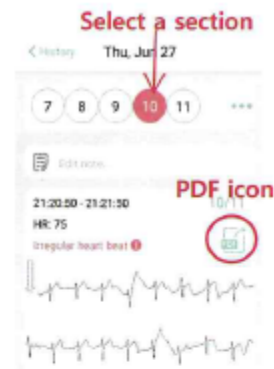 Select a section
< History Thu, Jun 27
7 8 9 10 11 •••
Edit note...
PDF icon
21:20:50 - 21:21:50 10/11
HR: 75
PDF
Irregular heart beat !